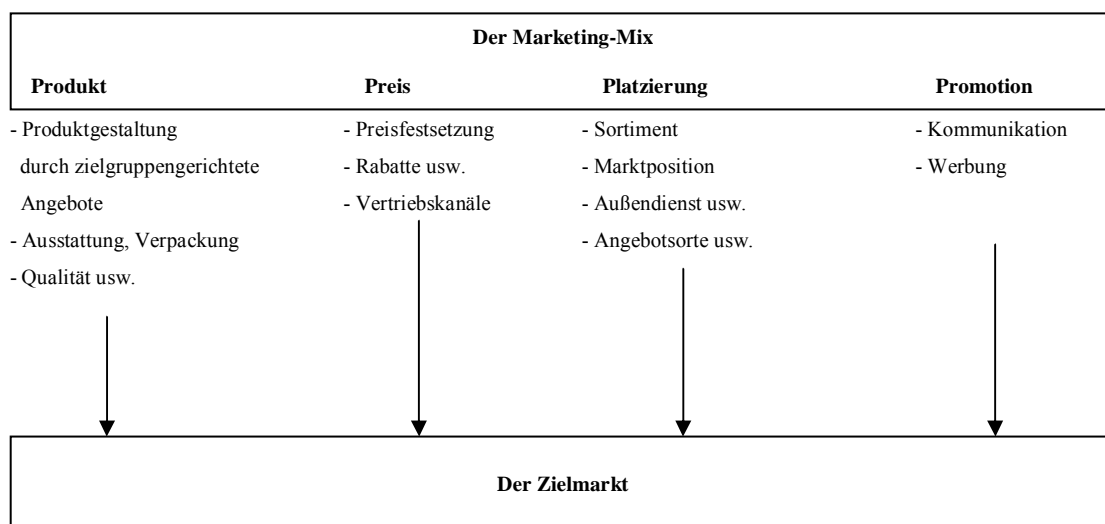 Der Marketing-Mix
Produkt
Preis
Platzierung
Promotion
- Produktgestaltung
durch zielgruppengerichtete
Angebote
- Ausstattung, Verpackung
- Qualität usw.
- Preisfestsetzung
- Rabatte usw.
- Vertriebskanäle
- Sortiment
- Marktposition
- Außendienst usw.
- Angebotsorte usw.
- Kommunikation
- Werbung
Der Zielmarkt